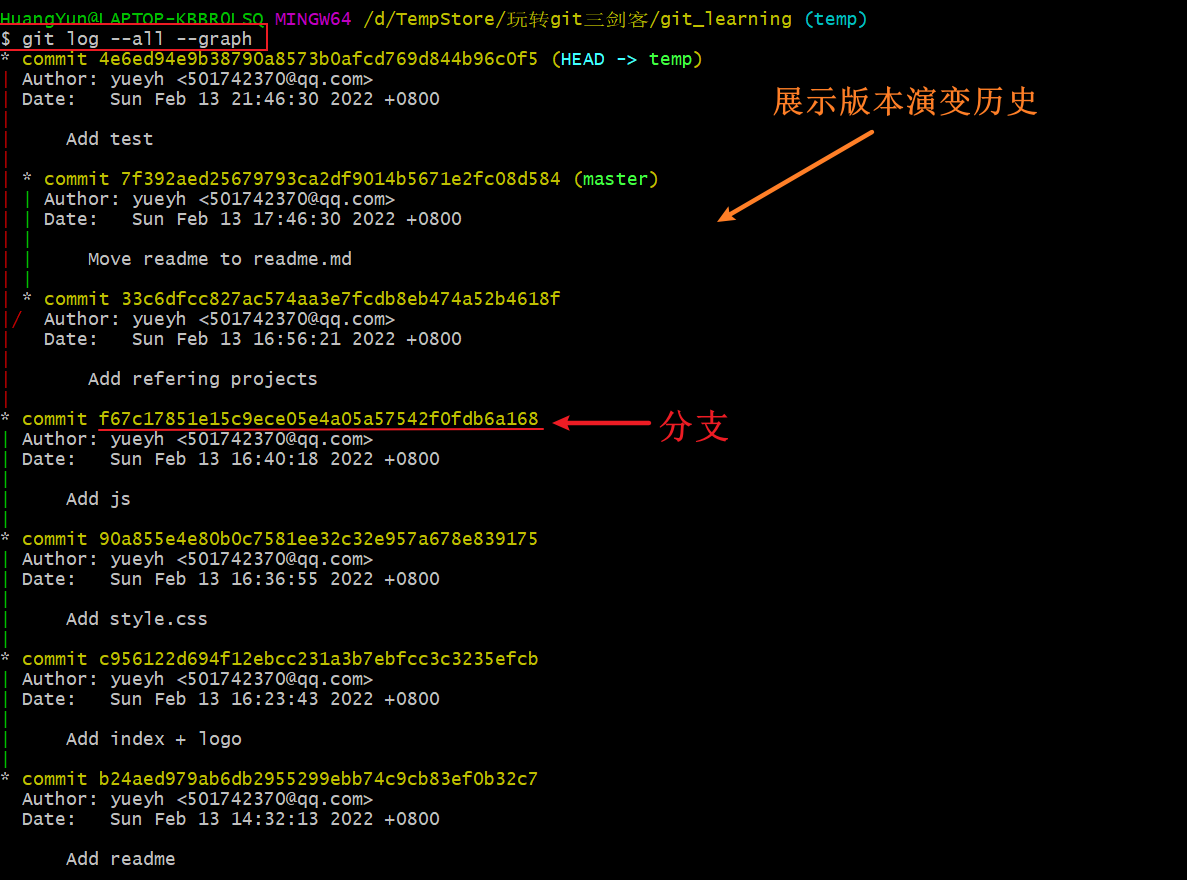 HuangYun@LAPTOP-KRBR0LSQ MINGW64 /d/TempStore/玩转git三剑客/git_learning (temp)
$ git log --all --graph
* commit 4e6ed94e9b38790a8573b0afcd769d844b96c0f5 (HEAD -> temp)
| Author: yueyh <501742370@qq.com>
| Date:   Sun Feb 13 21:46:30 2022 +0800
|
|     Add test
|
| * commit 7f392aed25679793ca2df9014b5671e2fc08d584 (master)
| | Author: yueyh <501742370@qq.com>
| | Date:   Sun Feb 13 17:46:30 2022 +0800
| |
| |     Move readme to readme.md
| |
| * commit 33c6dfcc827ac574aa3e7fcdb8eb474a52b4618f
|/  Author: yueyh <501742370@qq.com>
|   Date:   Sun Feb 13 16:56:21 2022 +0800
|
|       Add refering projects
|
* commit f67c17851e15c9ece05e4a05a57542f0fdb6a168
| Author: yueyh <501742370@qq.com>
| Date:   Sun Feb 13 16:40:18 2022 +0800
|
|     Add js
|
* commit 90a855e4e80b0c7581ee32c32e957a678e839175
| Author: yueyh <501742370@qq.com>
| Date:   Sun Feb 13 16:36:55 2022 +0800
|
|     Add style.css
|
* commit c956122d694f12ebcc231a3b7ebfcc3c3235efcb
| Author: yueyh <501742370@qq.com>
| Date:   Sun Feb 13 16:23:43 2022 +0800
|
|     Add index + logo
|
* commit b24aed979ab6db2955299ebb74c9cb83ef0b32c7
  Author: yueyh <501742370@qq.com>
  Date:   Sun Feb 13 14:32:13 2022 +0800

      Add readme
展示版本演变历史
分支